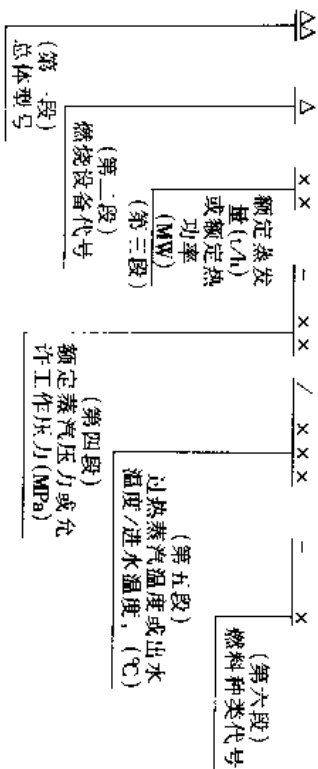 △△ △ ×× — ×× / ××× — ×
(第一段)
总体型号
(第二段)
燃烧设备代号
额定蒸发
量(t/h)
或额定热
功率
(MW)
(第三段)
(第四段)
额定蒸汽压力或允
许工作压力(MPa)
(第五段)
过热蒸汽温度或出水
温度/进水温度，(℃)
(第六段)
燃料种类代号